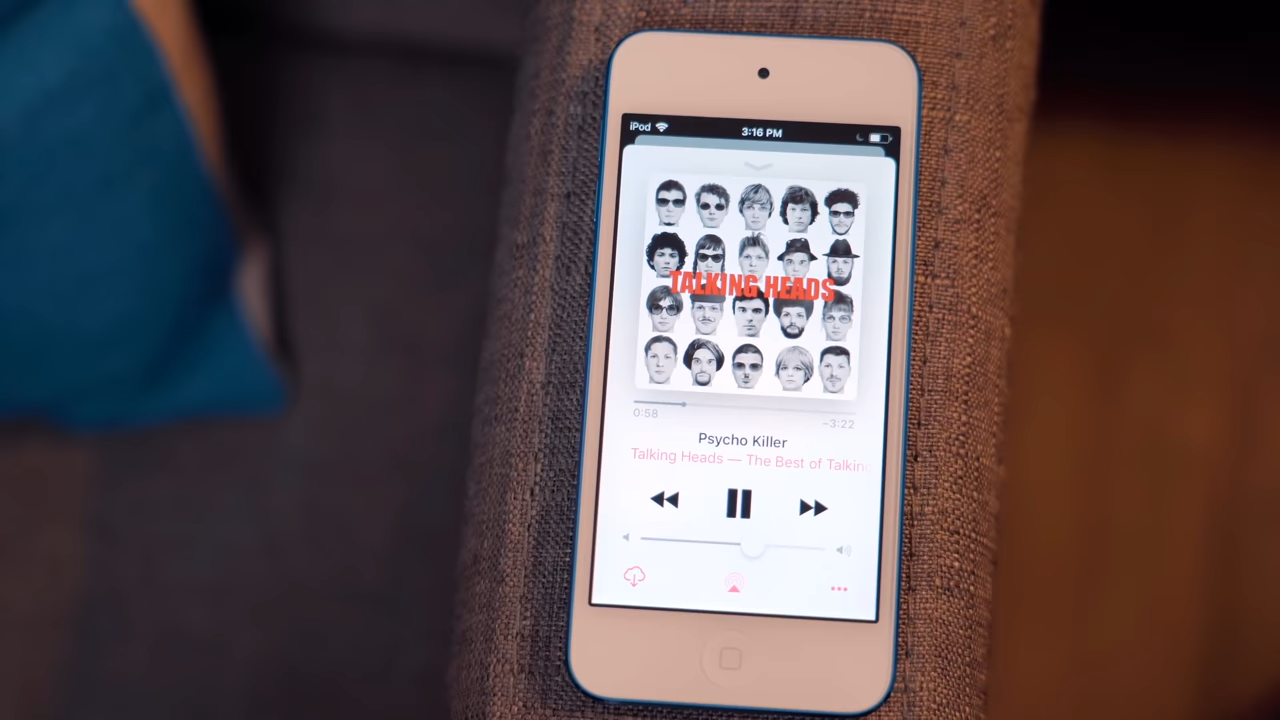 iPod 3:16 PM
TALKING HEADS
0:58 -3:22
Psycho Killer
Talking Heads — The Best of Talkin